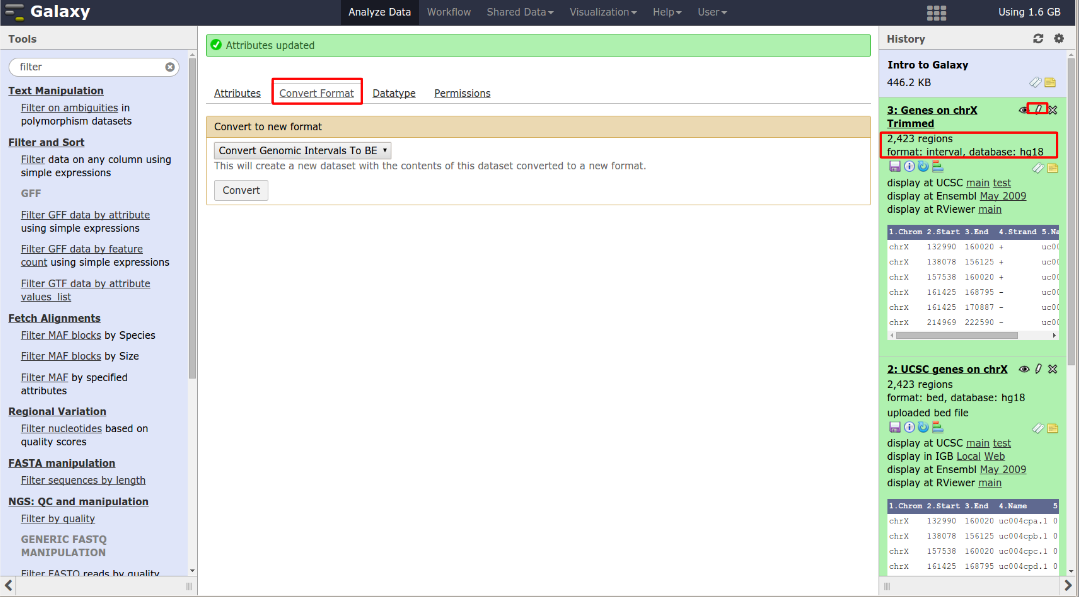 Galaxy
Analyze Data Workflow Shared Data Visualization Help User
Using 1.6 GB
Tools
filter
Text Manipulation
Filter on ambiguities in
polymorphism datasets
Filter and Sort
Filter data on any column using
simple expressions
GFF
Filter GFF data by attribute
using simple expressions
Filter GFF data by feature
count using simple expressions
Filter GTF data by attribute
values_list
Fetch Alignments
Filter MAF blocks by Species
Filter MAF blocks by Size
Filter MAF by specified
attributes
Regional Variation
Filter nucleotides based on
quality scores
FASTA manipulation
Filter sequences by length
NGS: QC and manipulation
Filter by quality
GENERIC FASTQ
MANIPULATION
Filter FASTQ reads by quality
Attributes updated
Attributes Convert Format Datatype Permissions
Convert to new format
Convert Genomic Intervals To BE
This will create a new dataset with the contents of this dataset converted to a new format.
Convert
History
Intro to Galaxy
446.2 KB
3: Genes on chrX
Trimmed
2,423 regions
format: interval, database: hg18
display at UCSC main test
display at Ensembl May 2009
display at RViewer main
1.Chrom 2.Start 3.End 4.Strand 5.Na
chrX 132990 160020 + uc00
chrX 138078 156125 + uc00
chrX 157538 160020 + uc00
chrX 161425 168795 - uc00
chrX 161425 170887 - uc00
chrX 214969 222590 - uc00
2: UCSC genes on chrX
2,423 regions
format: bed, database: hg18
uploaded bed file
display at UCSC main test
display in IGB Local Web
display at Ensembl May 2009
display at RViewer main
1.Chrom 2.Start 3.End 4.Name 5
chrX 132990 160020 uc004cpa.1 0
chrX 138078 156125 uc004cpb.1 0
chrX 157538 160020 uc004cpc.1 0
chrX 161425 168795 uc004cpd.1 0